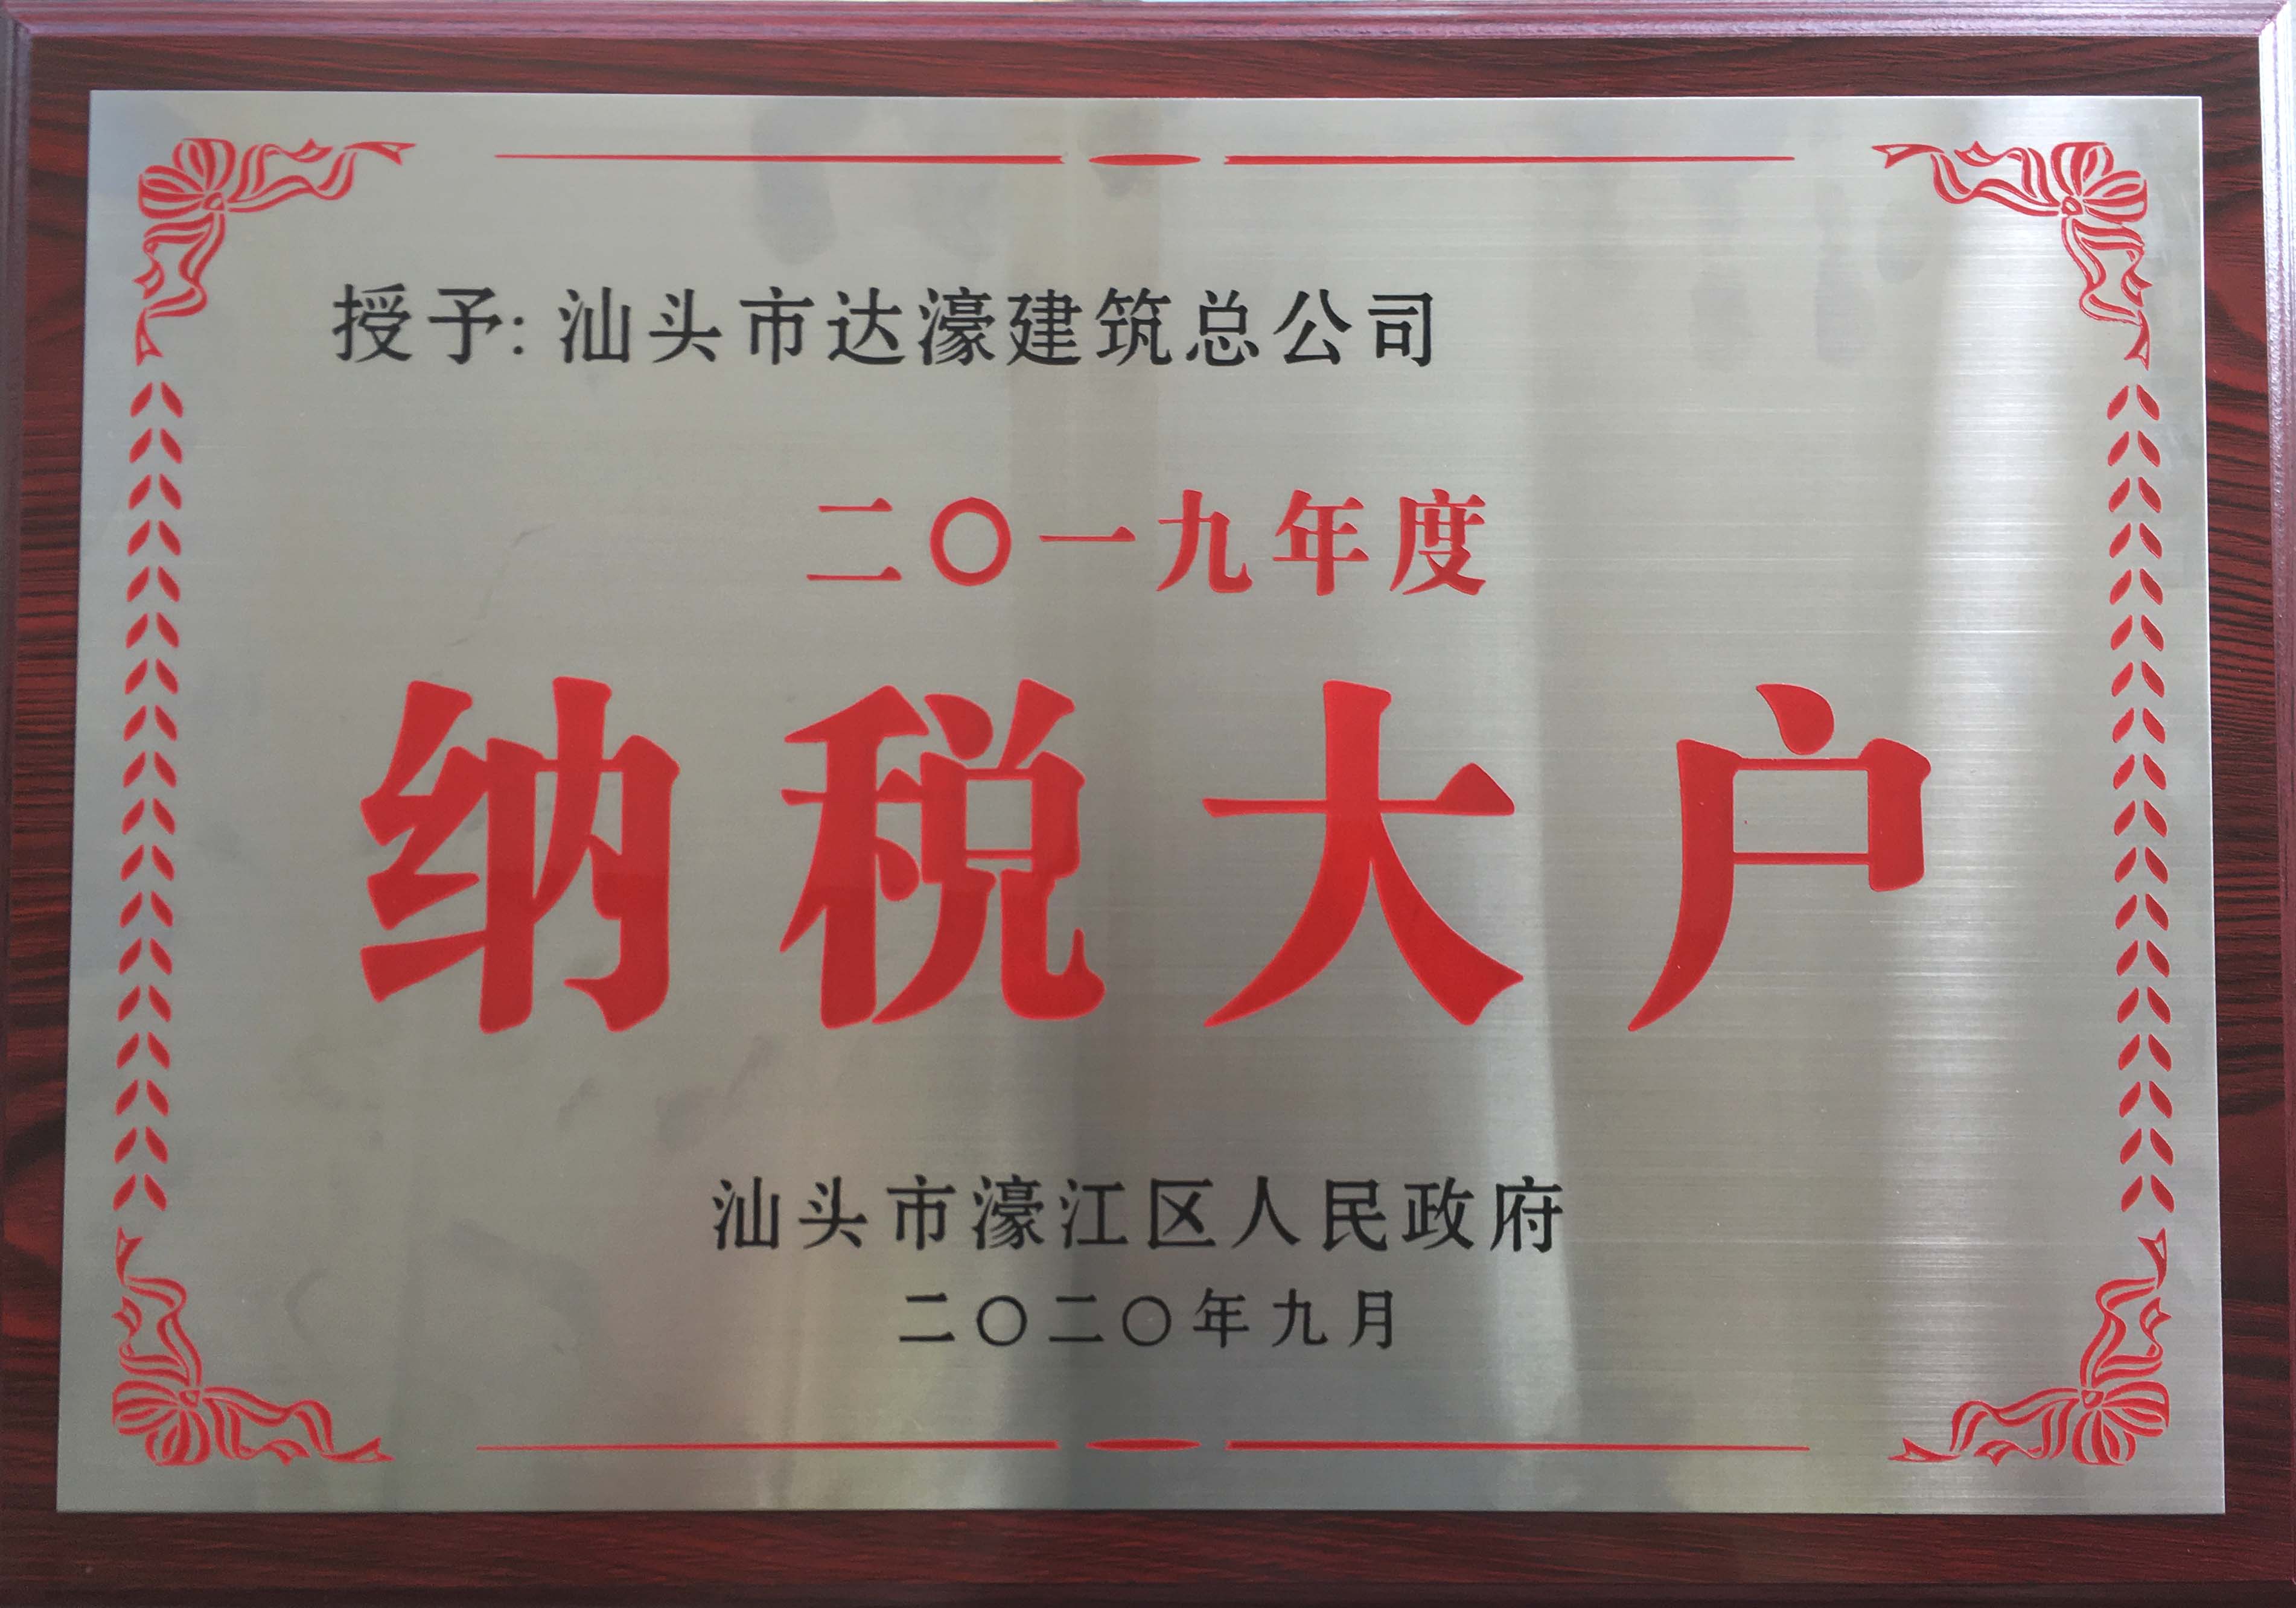 授予:汕头市达濠建筑总公司
二〇一九年度
纳税大户
汕头市濠江区人民政府
二〇二〇年九月